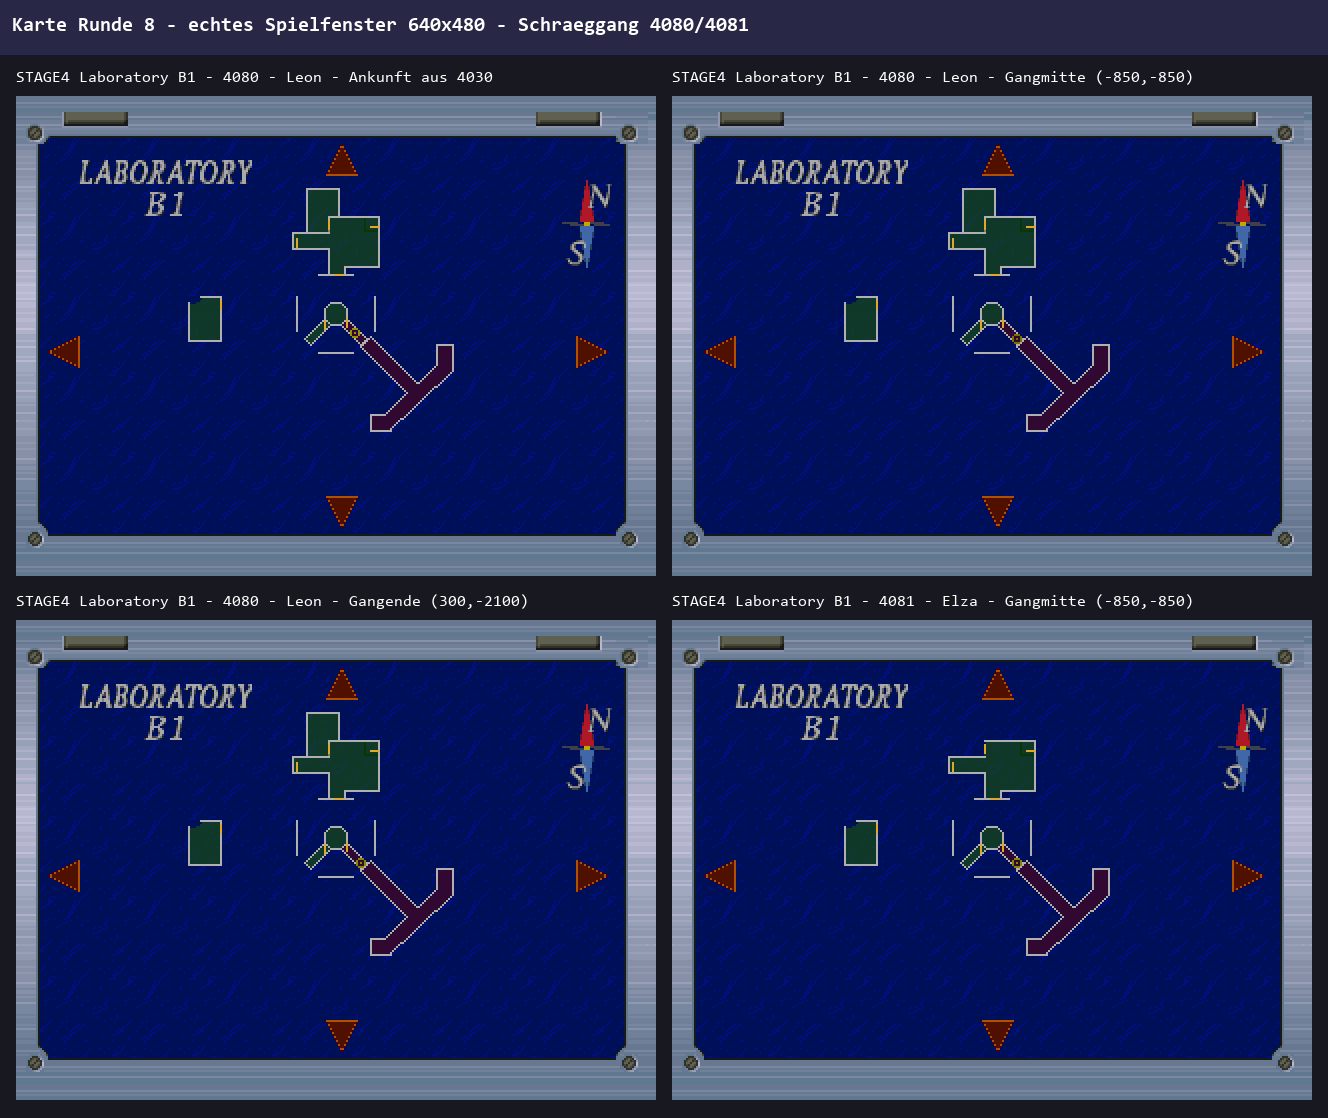 Karte Runde 8 - echtes Spielfenster 640x480 - Schraeggang 4080/4081
STAGE4 Laboratory B1 - 4080 - Leon - Ankunft aus 4030
LABORATORY
B1
N
S
STAGE4 Laboratory B1 - 4080 - Leon - Gangmitte (-850,-850)
LABORATORY
B1
N
S
STAGE4 Laboratory B1 - 4080 - Leon - Gangende (300,-2100)
LABORATORY
B1
N
S
STAGE4 Laboratory B1 - 4081 - Elza - Gangmitte (-850,-850)
LABORATORY
B1
N
S